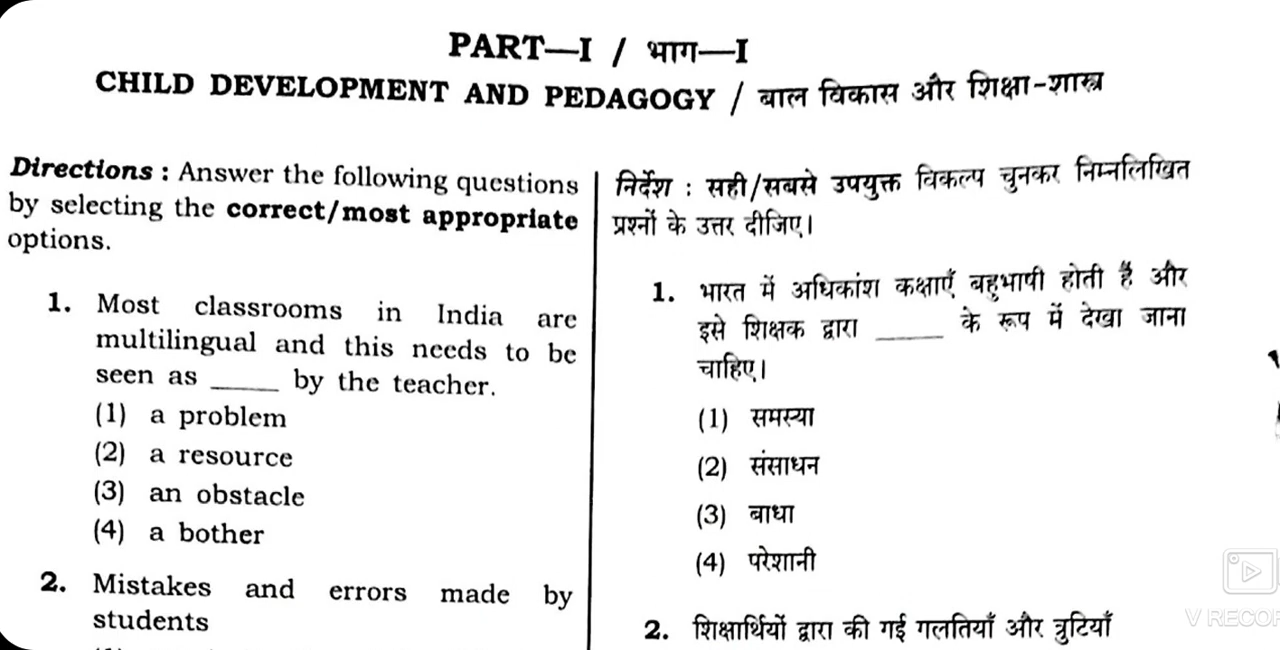 PART—I / भाग—I
CHILD DEVELOPMENT AND PEDAGOGY / बाल विकास और शिक्षा-शास्त्र
Directions : Answer the following questions
by selecting the correct/most appropriate
options.
1. Most classrooms in India are
multilingual and this needs to be
seen as _____ by the teacher.
(1) a problem
(2) a resource
(3) an obstacle
(4) a bother
2. Mistakes and errors made by
students
निर्देश : सही/सबसे उपयुक्त विकल्प चुनकर निम्नलिखित
प्रश्नों के उत्तर दीजिए।
1. भारत में अधिकांश कक्षाएँ बहुभाषी होती हैं और
इसे शिक्षक द्वारा _____ के रूप में देखा जाना
चाहिए।
(1) समस्या
(2) संसाधन
(3) बाधा
(4) परेशानी
2. शिक्षार्थियों द्वारा की गई गलतियाँ और त्रुटियाँ
V RECOR